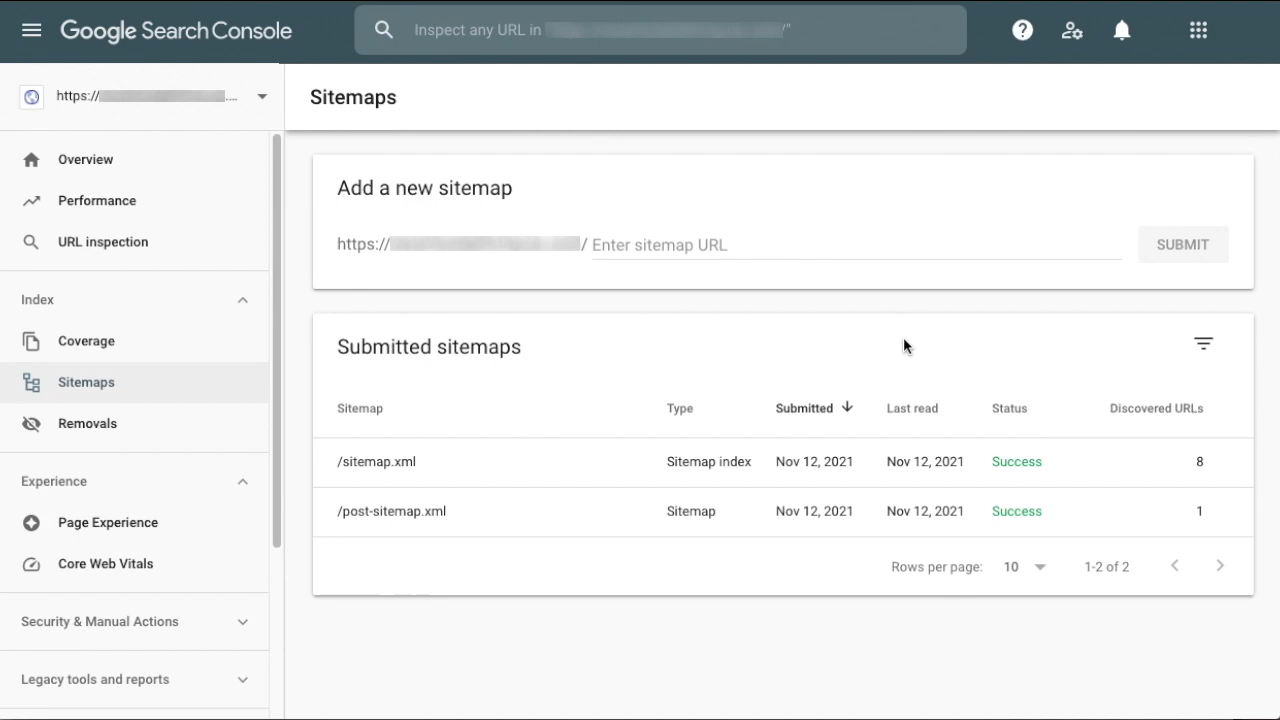 Google Search Console
Inspect any URL in /"
https:// ...
Sitemaps
Overview
Performance
URL inspection
Index
Coverage
Sitemaps
Removals
Experience
Page Experience
Core Web Vitals
Security & Manual Actions
Legacy tools and reports
Add a new sitemap
https:// / Enter sitemap URL
SUBMIT
Submitted sitemaps
Sitemap Type Submitted Last read Status Discovered URLs
/sitemap.xml Sitemap index Nov 12, 2021 Nov 12, 2021 Success 8
/post-sitemap.xml Sitemap Nov 12, 2021 Nov 12, 2021 Success 1
Rows per page: 10 1-2 of 2